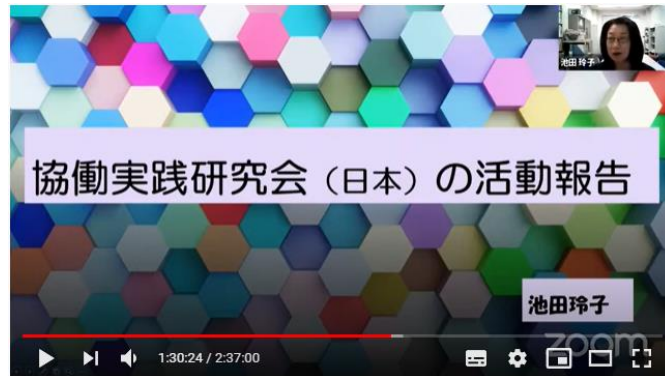 池田 玲子
協働実践研究会（日本）の活動報告
池田玲子
zoom
1:30:24 / 2:37:00